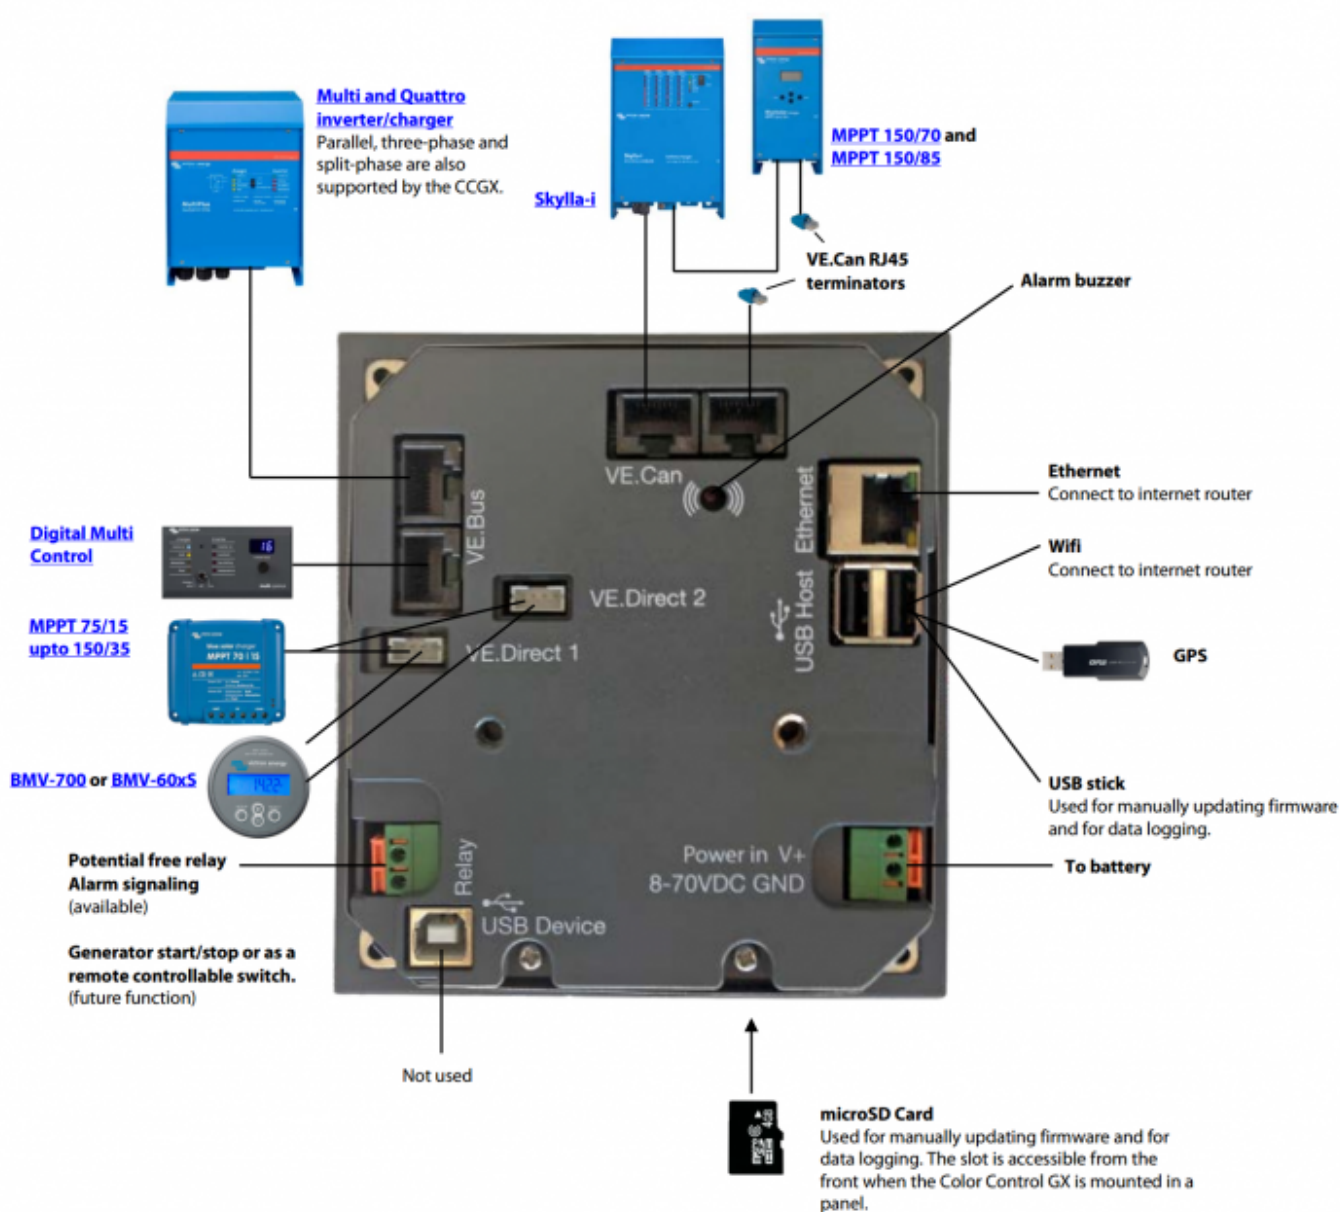 Multi and Quattro
inverter/charger
Parallel, three-phase and
split-phase are also
supported by the CCGX.
Skylla-i
MPPT 150/70 and
MPPT 150/85
VE.Can RJ45
terminators
Alarm buzzer
VE.Can
VE.Bus
Ethernet
Ethernet
Connect to internet router
Digital Multi
Control
16
Wifi
Connect to internet router
VE.Direct 2
USB Host
MPPT 75/15
upto 150/35
MPPT 70 | 15
VE.Direct 1
GPS
BMV-700 or BMV-60xS
USB stick
Used for manually updating firmware
and for data logging.
Potential free relay
Alarm signaling
(available)
Relay
Power in V+
8-70VDC GND
To battery
USB Device
Generator start/stop or as a
remote controllable switch.
(future function)
Not used
4GB
microSD Card
Used for manually updating firmware and for
data logging. The slot is accessible from the
front when the Color Control GX is mounted in a
panel.